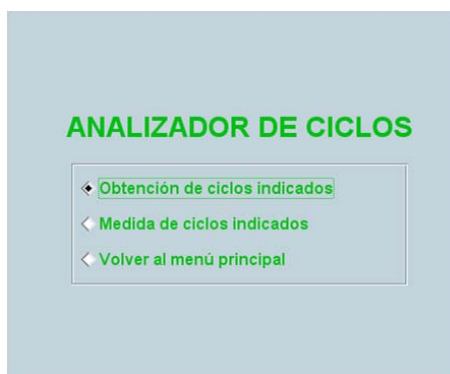 ANALIZADOR DE CICLOS
Obtención de ciclos indicados
Medida de ciclos indicados
Volver al menú principal